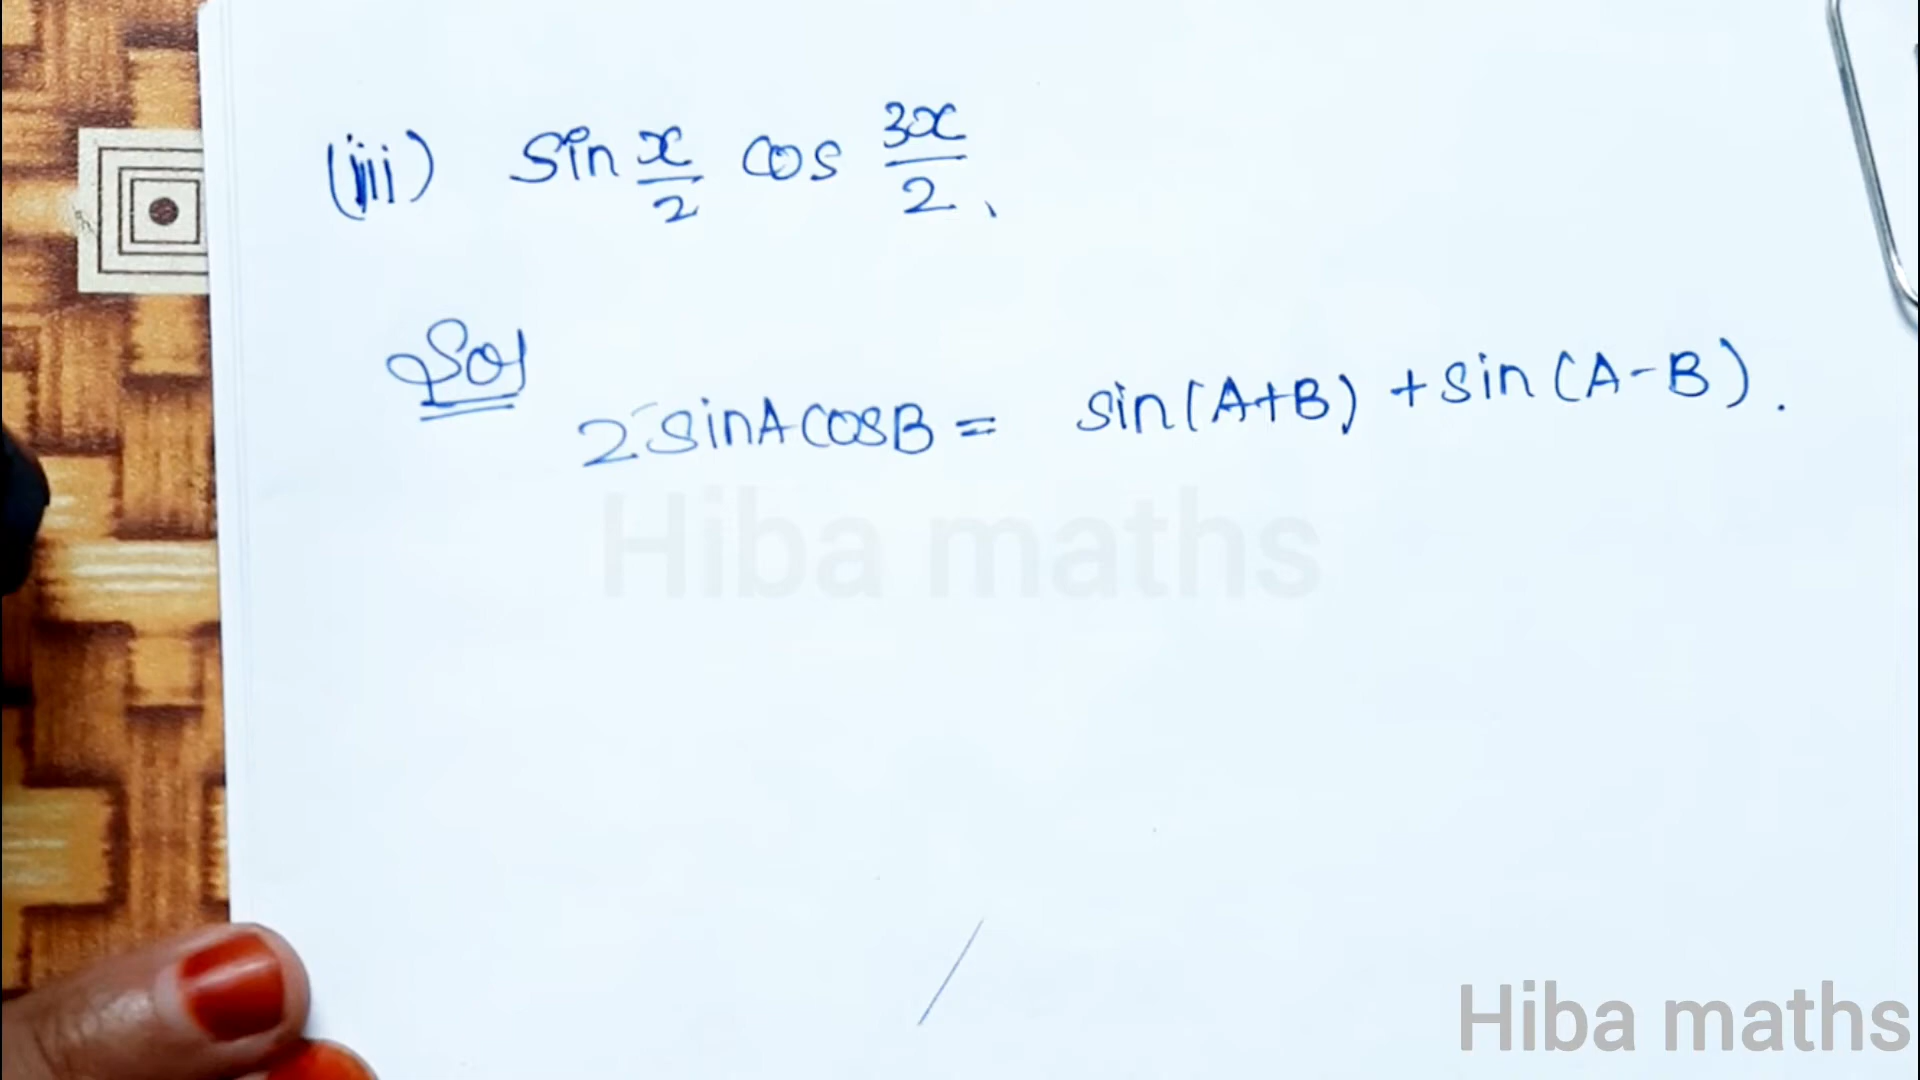 (iii) sin x/2 cos 3x/2.
Sol
2 sinA cosB = sin(A+B) + sin(A-B).
Hiba maths
Hiba maths